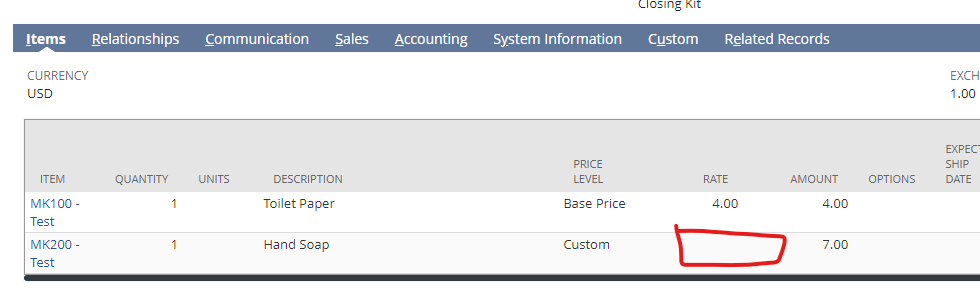 Closing Kit
Items Relationships Communication Sales Accounting System Information Custom Related Records
CURRENCY EXCH
USD 1.00
ITEM QUANTITY UNITS DESCRIPTION PRICE LEVEL RATE AMOUNT OPTIONS EXPECT SHIP DATE
MK100 - Test 1 Toilet Paper Base Price 4.00 4.00
MK200 - Test 1 Hand Soap Custom 7.00